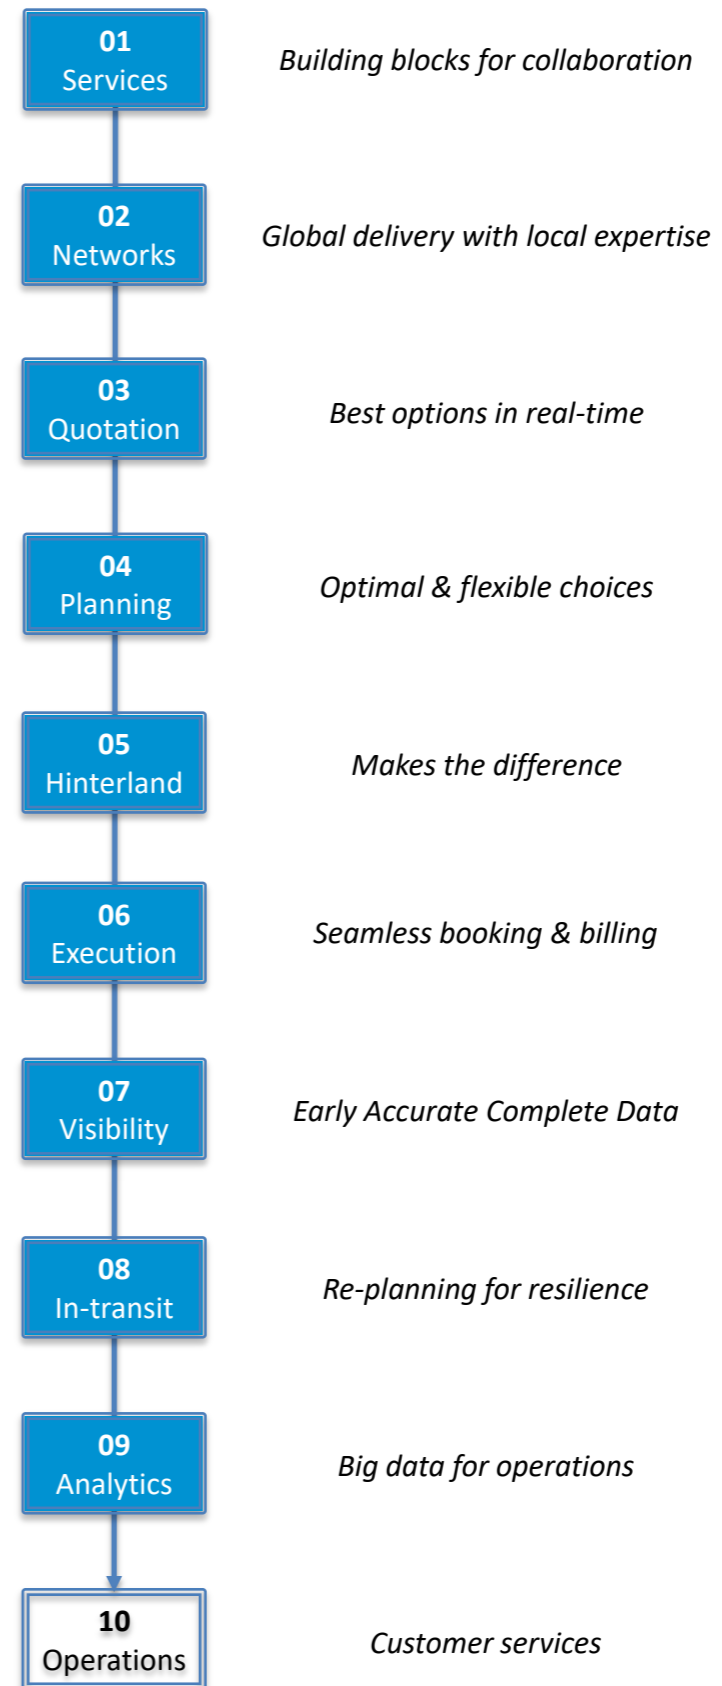 01
Services
Building blocks for collaboration
02
Networks
Global delivery with local expertise
03
Quotation
Best options in real-time
04
Planning
Optimal & flexible choices
05
Hinterland
Makes the difference
06
Execution
Seamless booking & billing
07
Visibility
Early Accurate Complete Data
08
In-transit
Re-planning for resilience
09
Analytics
Big data for operations
10
Operations
Customer services